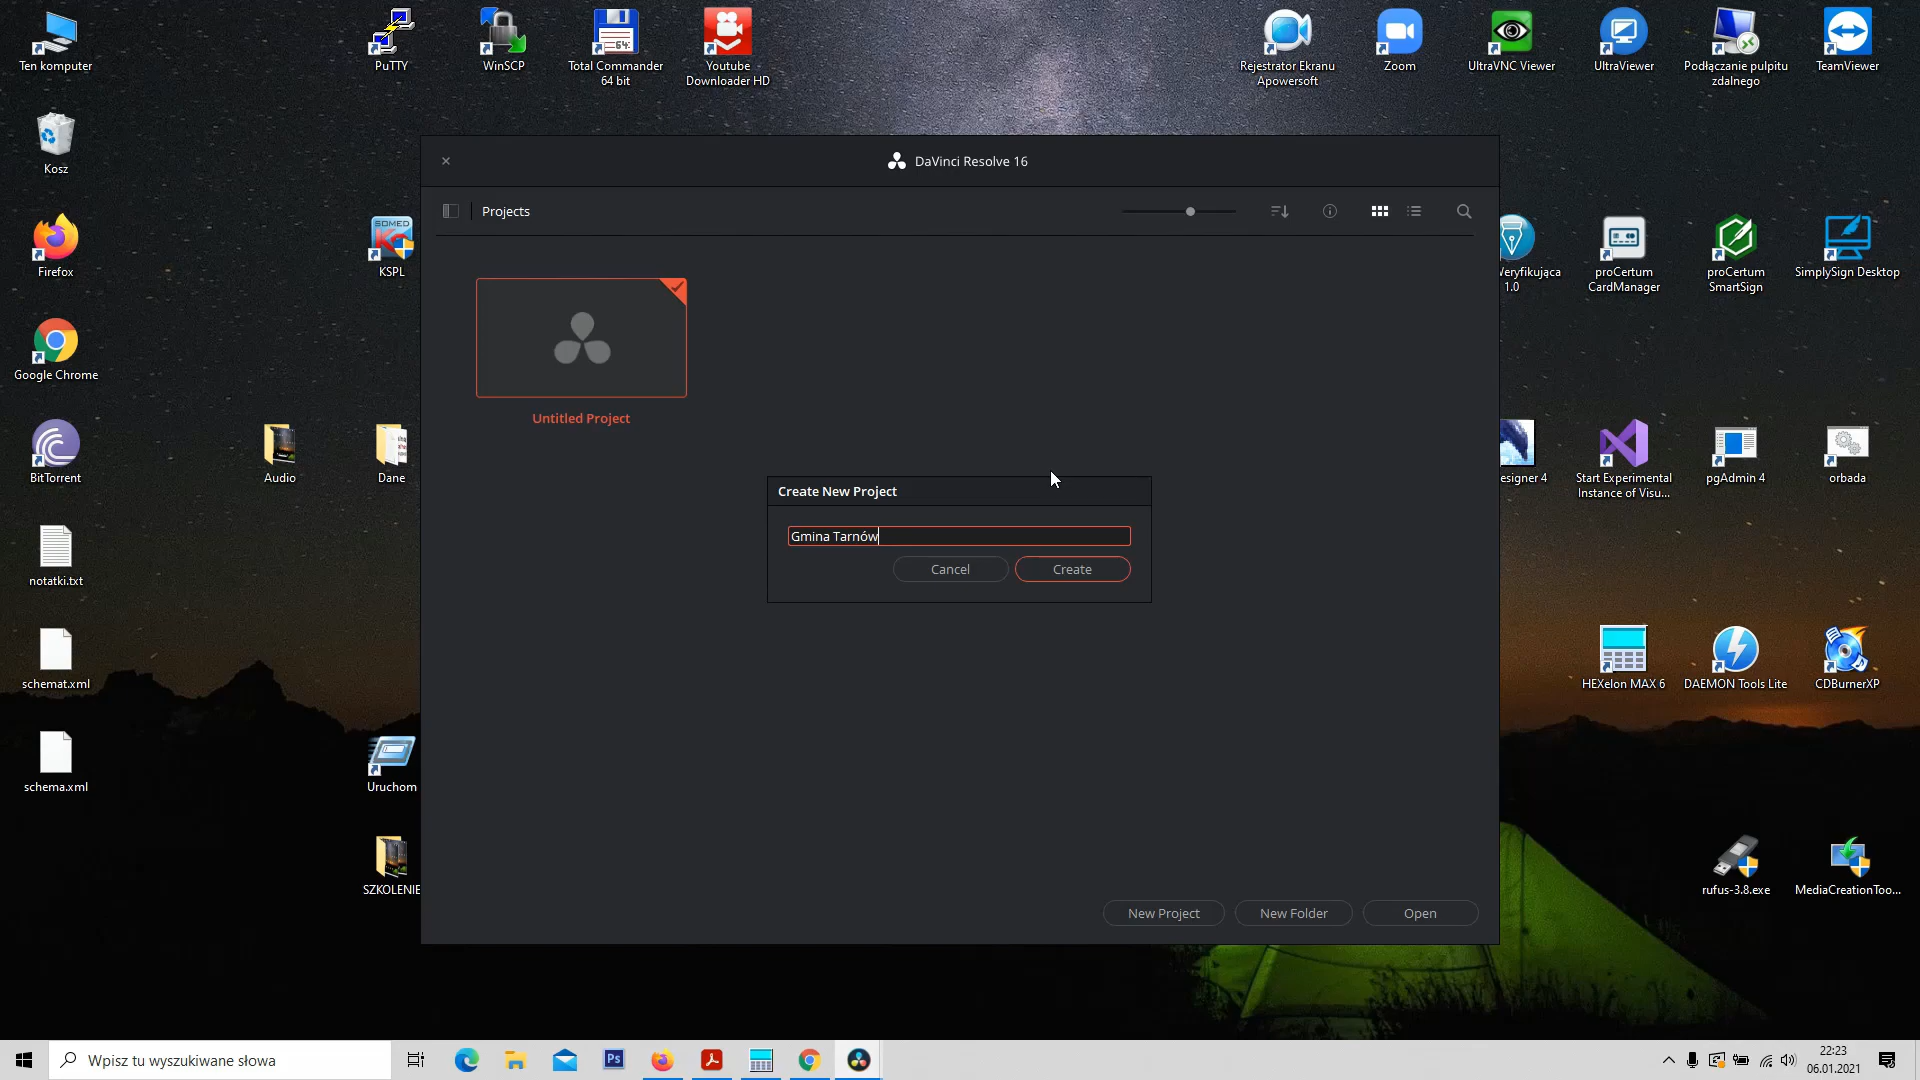 Ten komputer
PuTTY
WinSCP
Total Commander
64 bit
Youtube
Downloader HD
Rejestrator Ekranu
Apowersoft
Zoom
UltraVNC Viewer
UltraViewer
Podłączanie pulpitu
zdalnego
TeamViewer
Kosz
DaVinci Resolve 16
Projects
Firefox
SOMED
KSPL
Weryfikująca
1.0
proCertum
CardManager
proCertum
SmartSign
SimplySign Desktop
Google Chrome
Untitled Project
BitTorrent
Audio
Dane
esigner 4
Start Experimental
Instance of Visu...
pgAdmin 4
orbada
Create New Project
Gmina Tarnów
Cancel
Create
notatki.txt
schemat.xml
HEXelon MAX 6
DAEMON Tools Lite
CDBurnerXP
schema.xml
Uruchom
SZKOLENIE
rufus-3.8.exe
MediaCreationToo...
New Project
New Folder
Open
Wpisz tu wyszukiwane słowa
Ps
22:23
06.01.2021